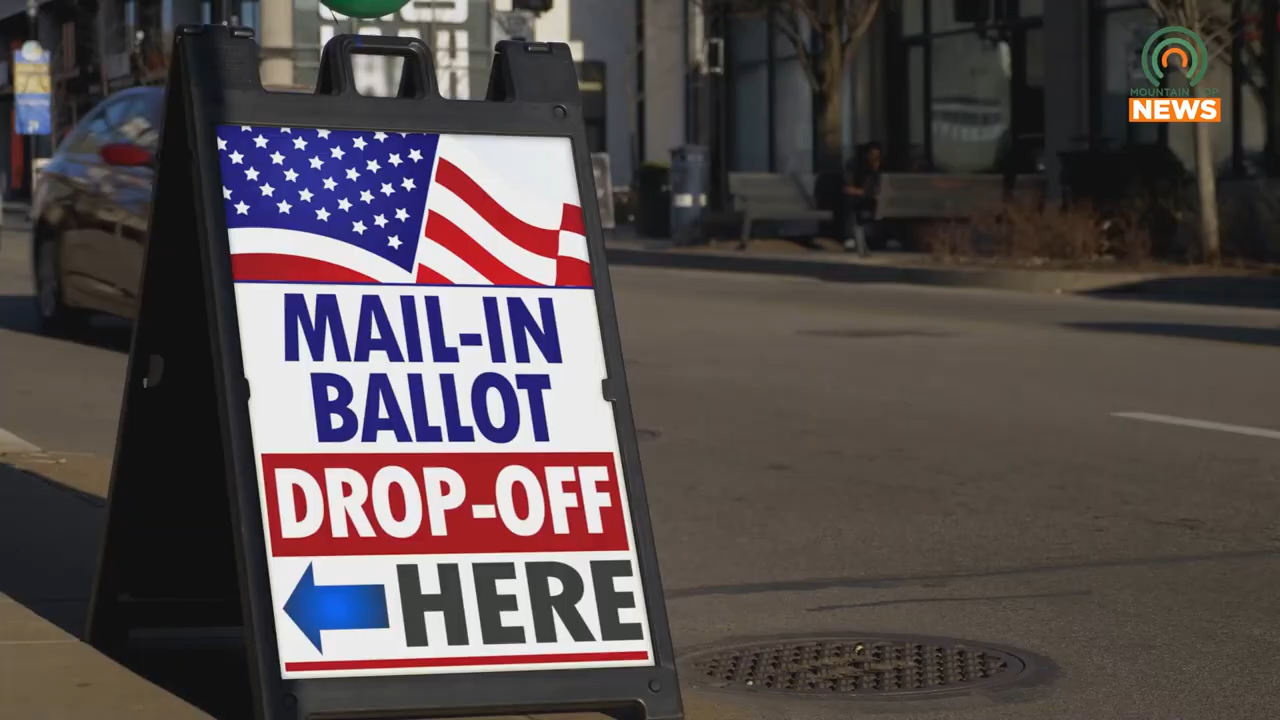 MOUNTAIN TOP
NEWS
MAIL-IN
BALLOT
DROP-OFF
HERE